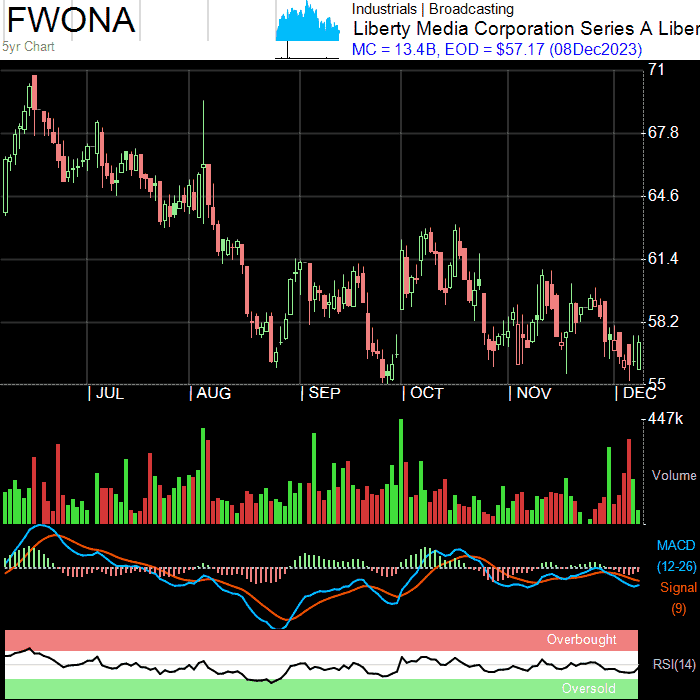 FWONA
5yr Chart
Industrials | Broadcasting
Liberty Media Corporation Series A Liber
MC = 13.4B, EOD = $57.17 (08Dec2023)
71
67.8
64.6
61.4
58.2
55
JUL AUG SEP OCT NOV DEC
447k
Volume
MACD
(12-26)
Signal
(9)
Overbought
RSI(14)
Oversold